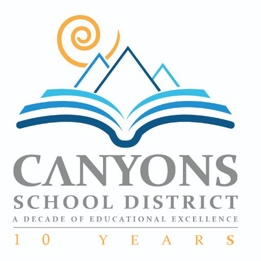 CANYONS
SCHOOL DISTRICT
A DECADE OF EDUCATIONAL EXCELLENCE
10 YEARS